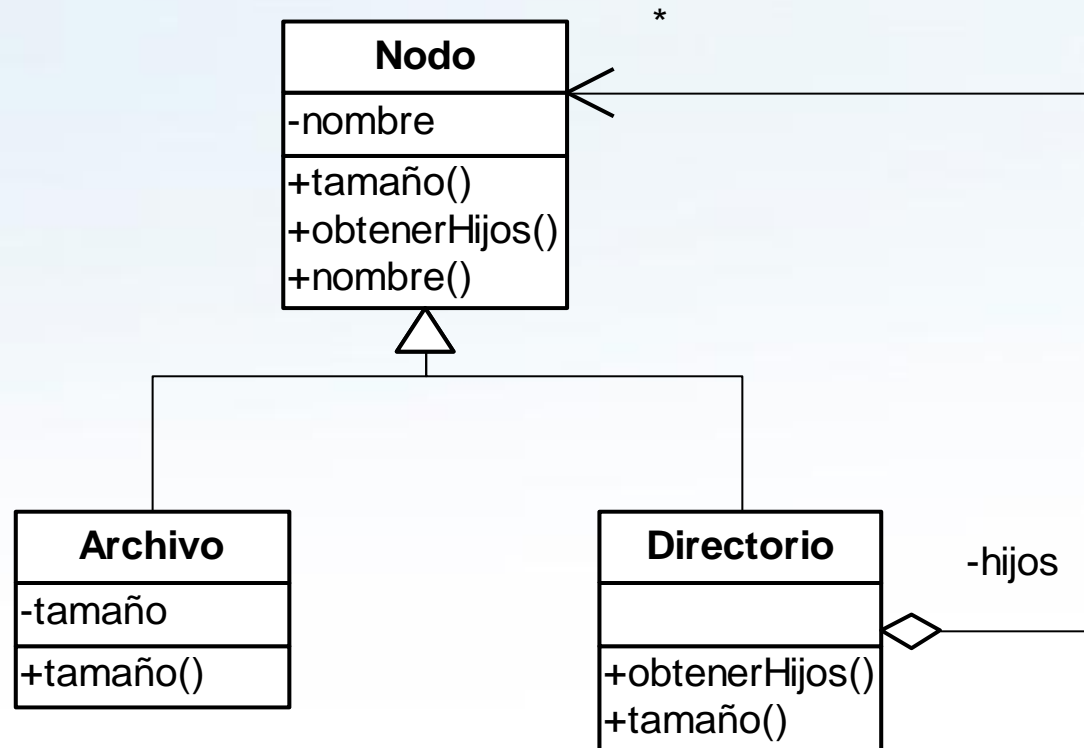 *
Nodo
-nombre
+tamaño()
+obtenerHijos()
+nombre()
Archivo
-tamaño
+tamaño()
Directorio
+obtenerHijos()
+tamaño()
-hijos